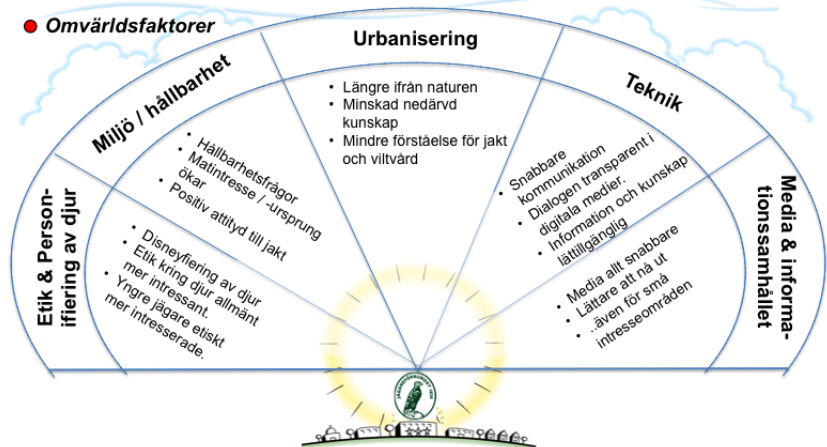 Omvärldsfaktorer
Etik & Person-
ifiering av djur
• Disneyfiering av djur
• Etik kring djur allmänt
mer intressant.
• Yngre jägare etiskt
mer intresserade.
Miljö / hållbarhet
• Hållbarhetsfrågor
• Matintresse / -ursprung
ökar
• Positiv attityd till jakt
Urbanisering
• Längre ifrån naturen
• Minskad nedärvd
kunskap
• Mindre förståelse för jakt
och viltvård
Teknik
• Snabbare
kommunikation
• Dialogen transparent i
digitala medier.
• Information och kunskap
lättillgänglig
Media & informa-
tionssamhället
• Media allt snabbare
• Lättare att nå ut
• ..även för små
intresseområden